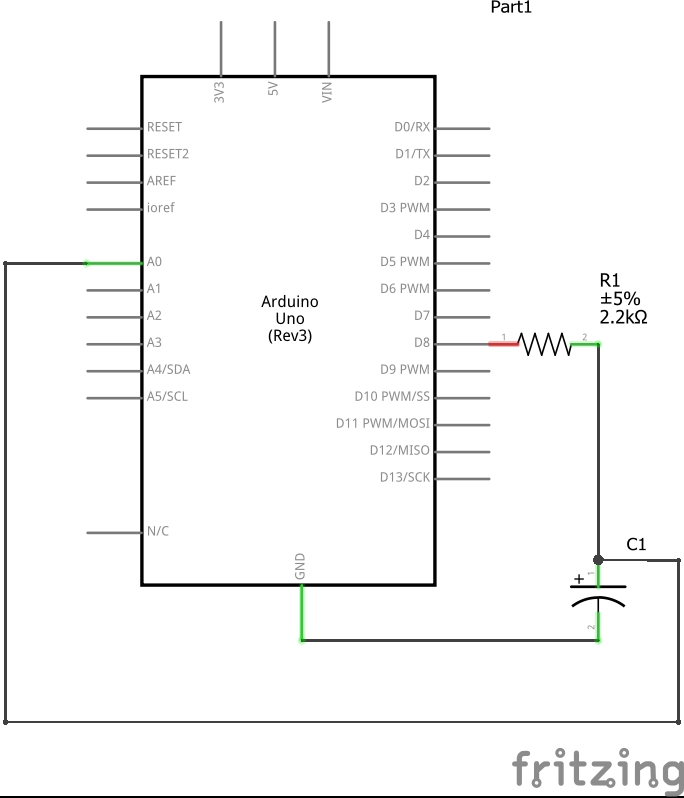 Part1
3V3
5V
VIN
RESET
RESET2
AREF
ioref
A0
A1
A2
A3
A4/SDA
A5/SCL
N/C
Arduino
Uno
(Rev3)
D0/RX
D1/TX
D2
D3 PWM
D4
D5 PWM
D6 PWM
D7
D8
D9 PWM
D10 PWM/SS
D11 PWM/MOSI
D12/MISO
D13/SCK
GND
1
2
R1
±5%
2.2kΩ
C1
+
1
2
fritzing